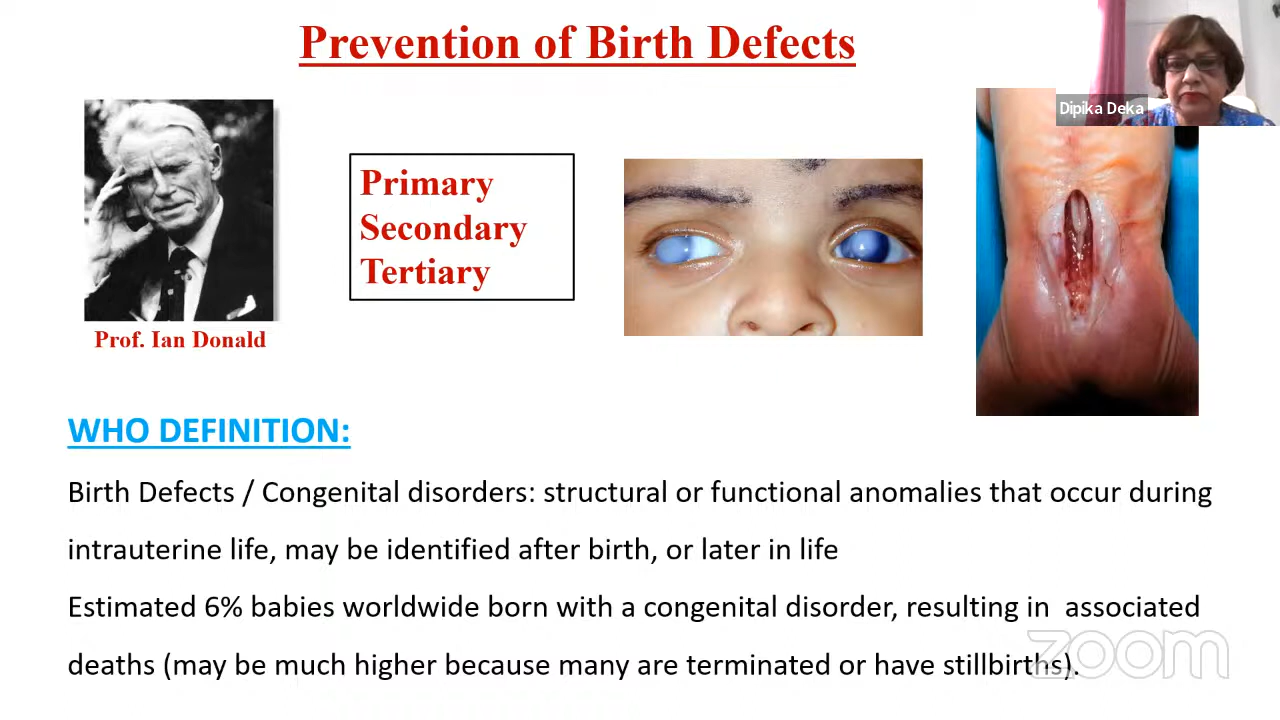 Prevention of Birth Defects
Dipika Deka
Primary
Secondary
Tertiary
Prof. Ian Donald
WHO DEFINITION:
Birth Defects / Congenital disorders: structural or functional anomalies that occur during
intrauterine life, may be identified after birth, or later in life
Estimated 6% babies worldwide born with a congenital disorder, resulting in associated
deaths (may be much higher because many are terminated or have stillbirths).
zoom